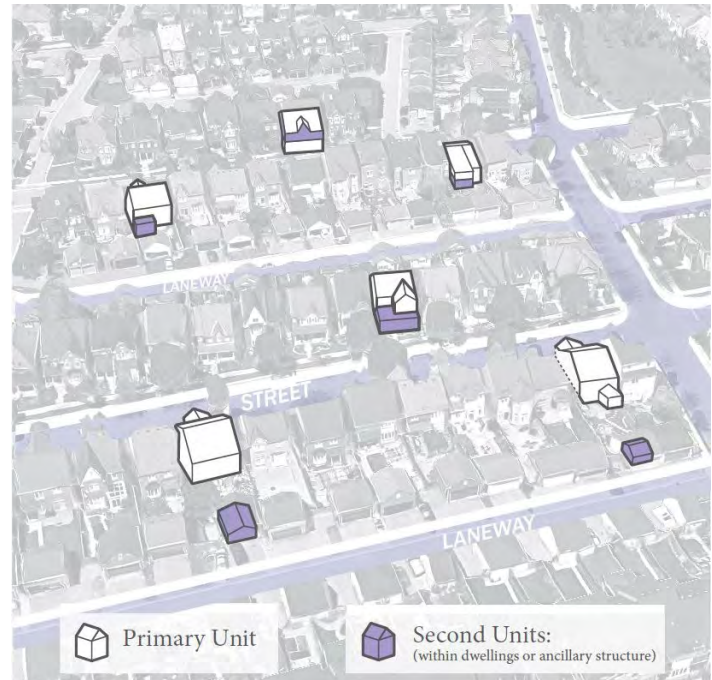 LANEWAY
STREET
LANEWAY
Primary Unit
Second Units:
(within dwellings or ancillary structure)